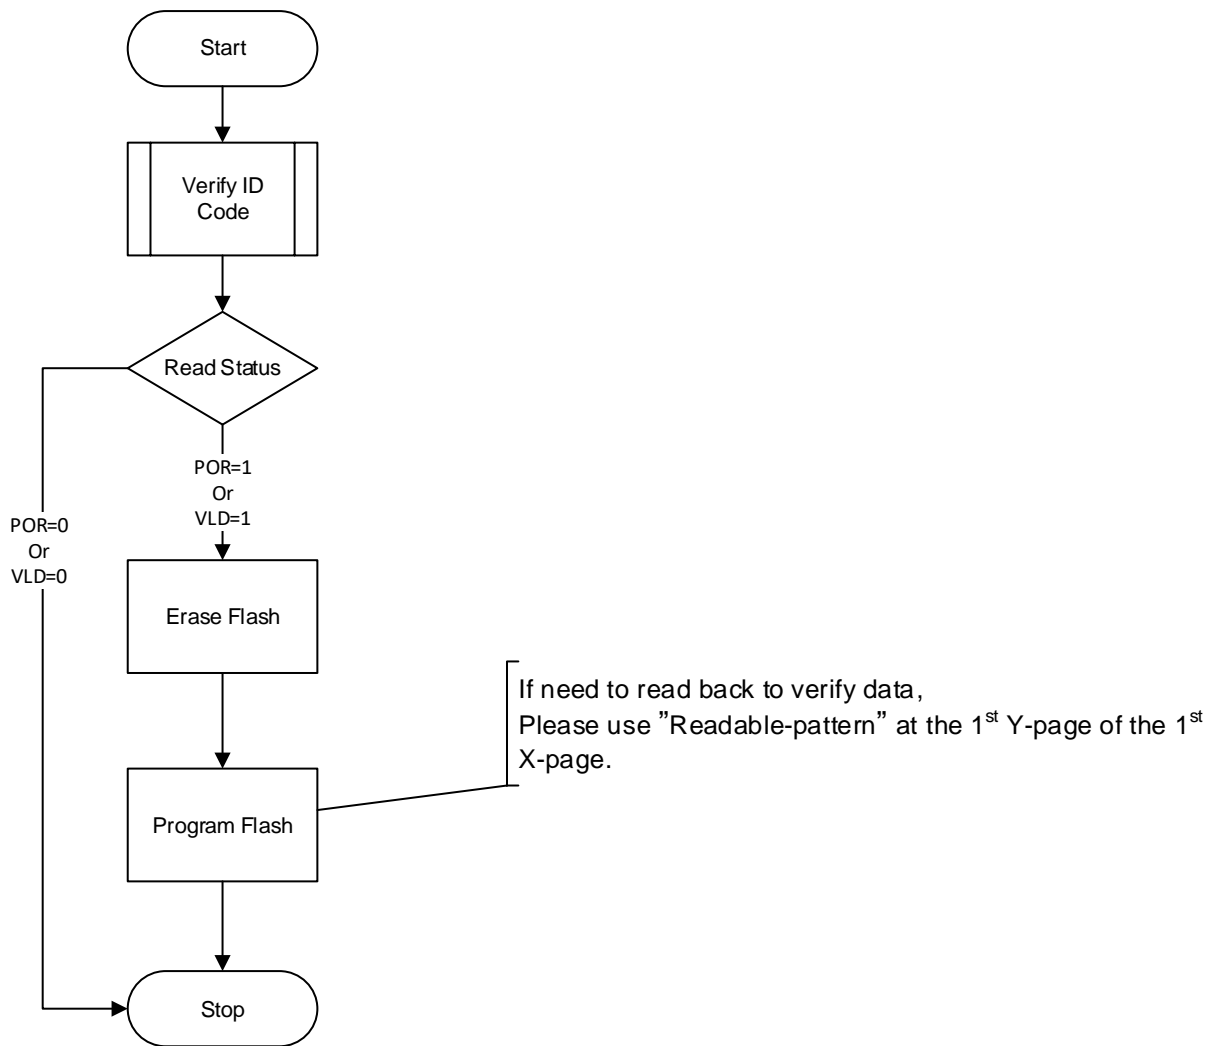 Start
Verify ID
Code
Read Status
POR=1
Or
VLD=1
POR=0
Or
VLD=0
Erase Flash
If need to read back to verify data,
Please use ”Readable-pattern” at the 1st Y-page of the 1st
X-page.
Program Flash
Stop